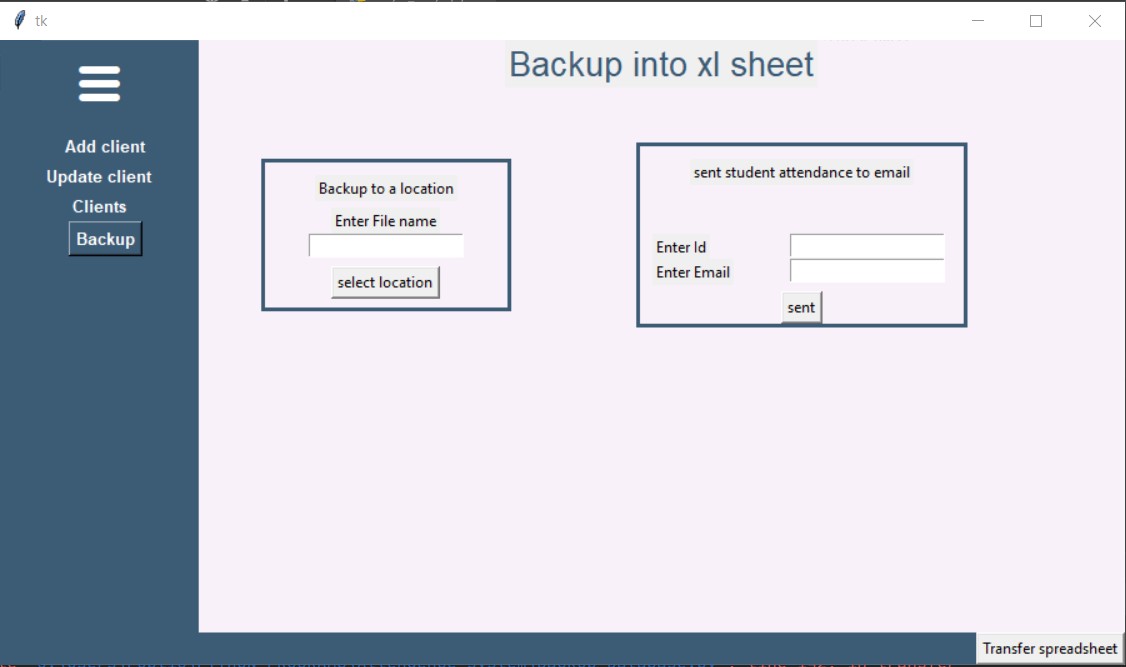 tk
Backup into xl sheet
Add client
Update client
Clients
Backup
Backup to a location
Enter File name
select location
sent student attendance to email
Enter Id
Enter Email
sent
Transfer spreadsheet